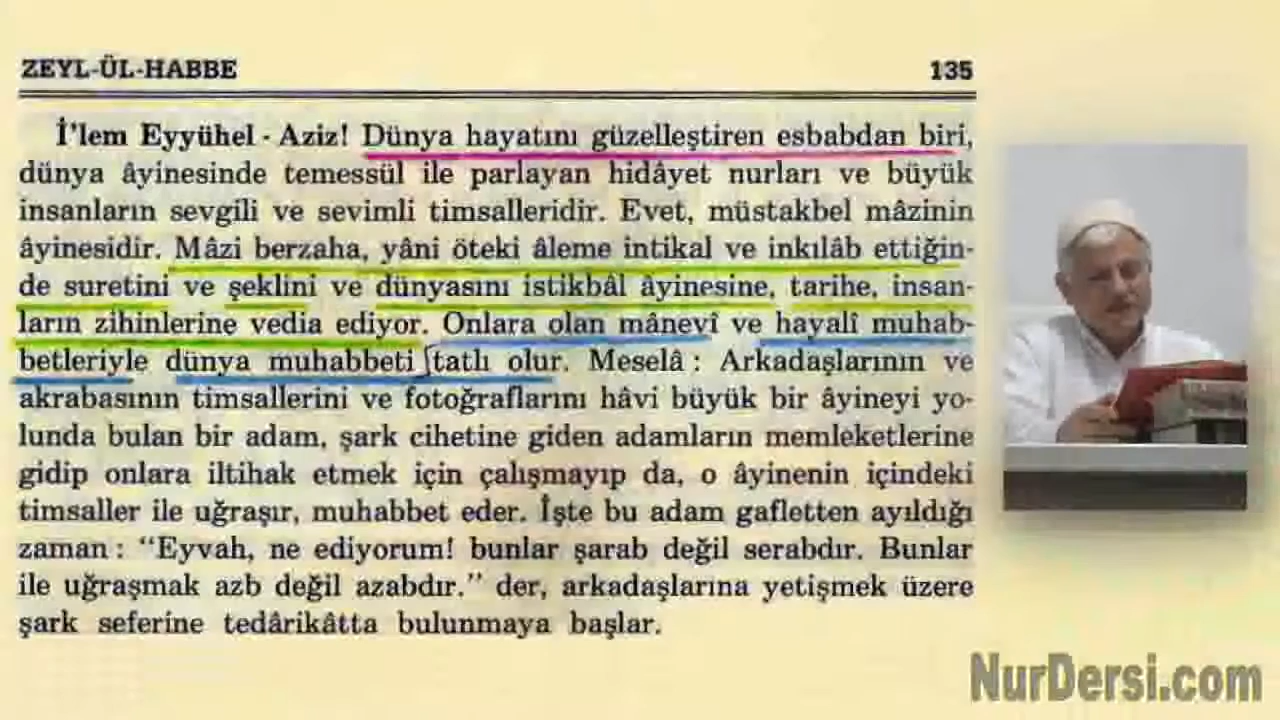 ZEYL-ÜL-HABBE 135
İ'lem Eyyühel - Aziz! Dünya hayatını güzelleştiren esbabdan biri,
dünya âyinesinde temessül ile parlayan hidâyet nurları ve büyük
insanların sevgili ve sevimli timsalleridir. Evet, müstakbel mâzinin
âyinesidir. Mâzi berzaha, yâni öteki âleme intikal ve inkılâb ettiğin-
de suretini ve şeklini ve dünyasını istikbâl âyinesine, tarihe, insan-
ların zihinlerine vedia ediyor. Onlara olan mânevî ve hayalî muhab-
betleriyle dünya muhabbeti tatlı olur. Meselâ : Arkadaşlarının ve
akrabasının timsallerini ve fotoğraflarını hâvi büyük bir âyineyi yo-
lunda bulan bir adam, şark cihetine giden adamların memleketlerine
gidip onlara iltihak etmek için çalışmayıp da, o âyinenin içindeki
timsaller ile uğraşır, muhabbet eder. İşte bu adam gafletten ayıldığı
zaman : "Eyvah, ne ediyorum! bunlar şarab değil serabdır. Bunlar
ile uğraşmak azb değil azabdır." der, arkadaşlarına yetişmek üzere
şark seferine tedârikâtta bulunmaya başlar.
NurDersi.com